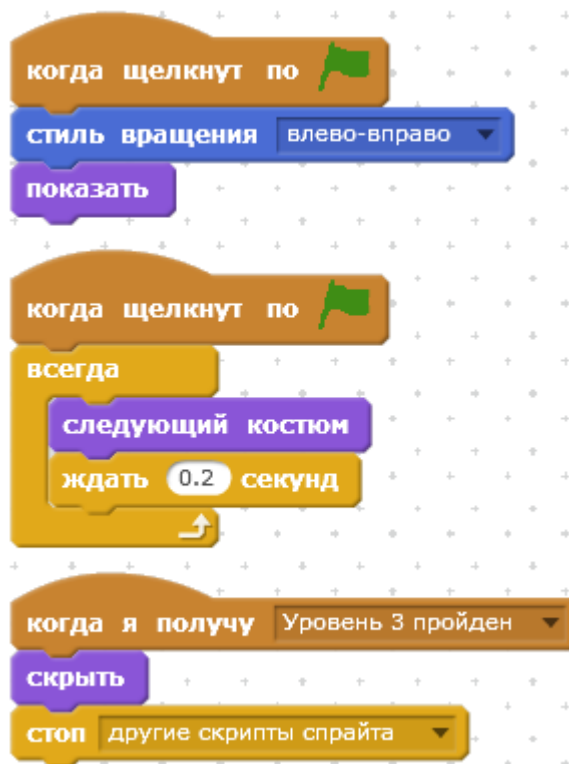 когда щелкнут по
стиль вращения влево-вправо
показать
когда щелкнут по
всегда
следующий костюм
ждать 0.2 секунд
когда я получу Уровень 3 пройден
скрыть
стоп другие скрипты спрайта